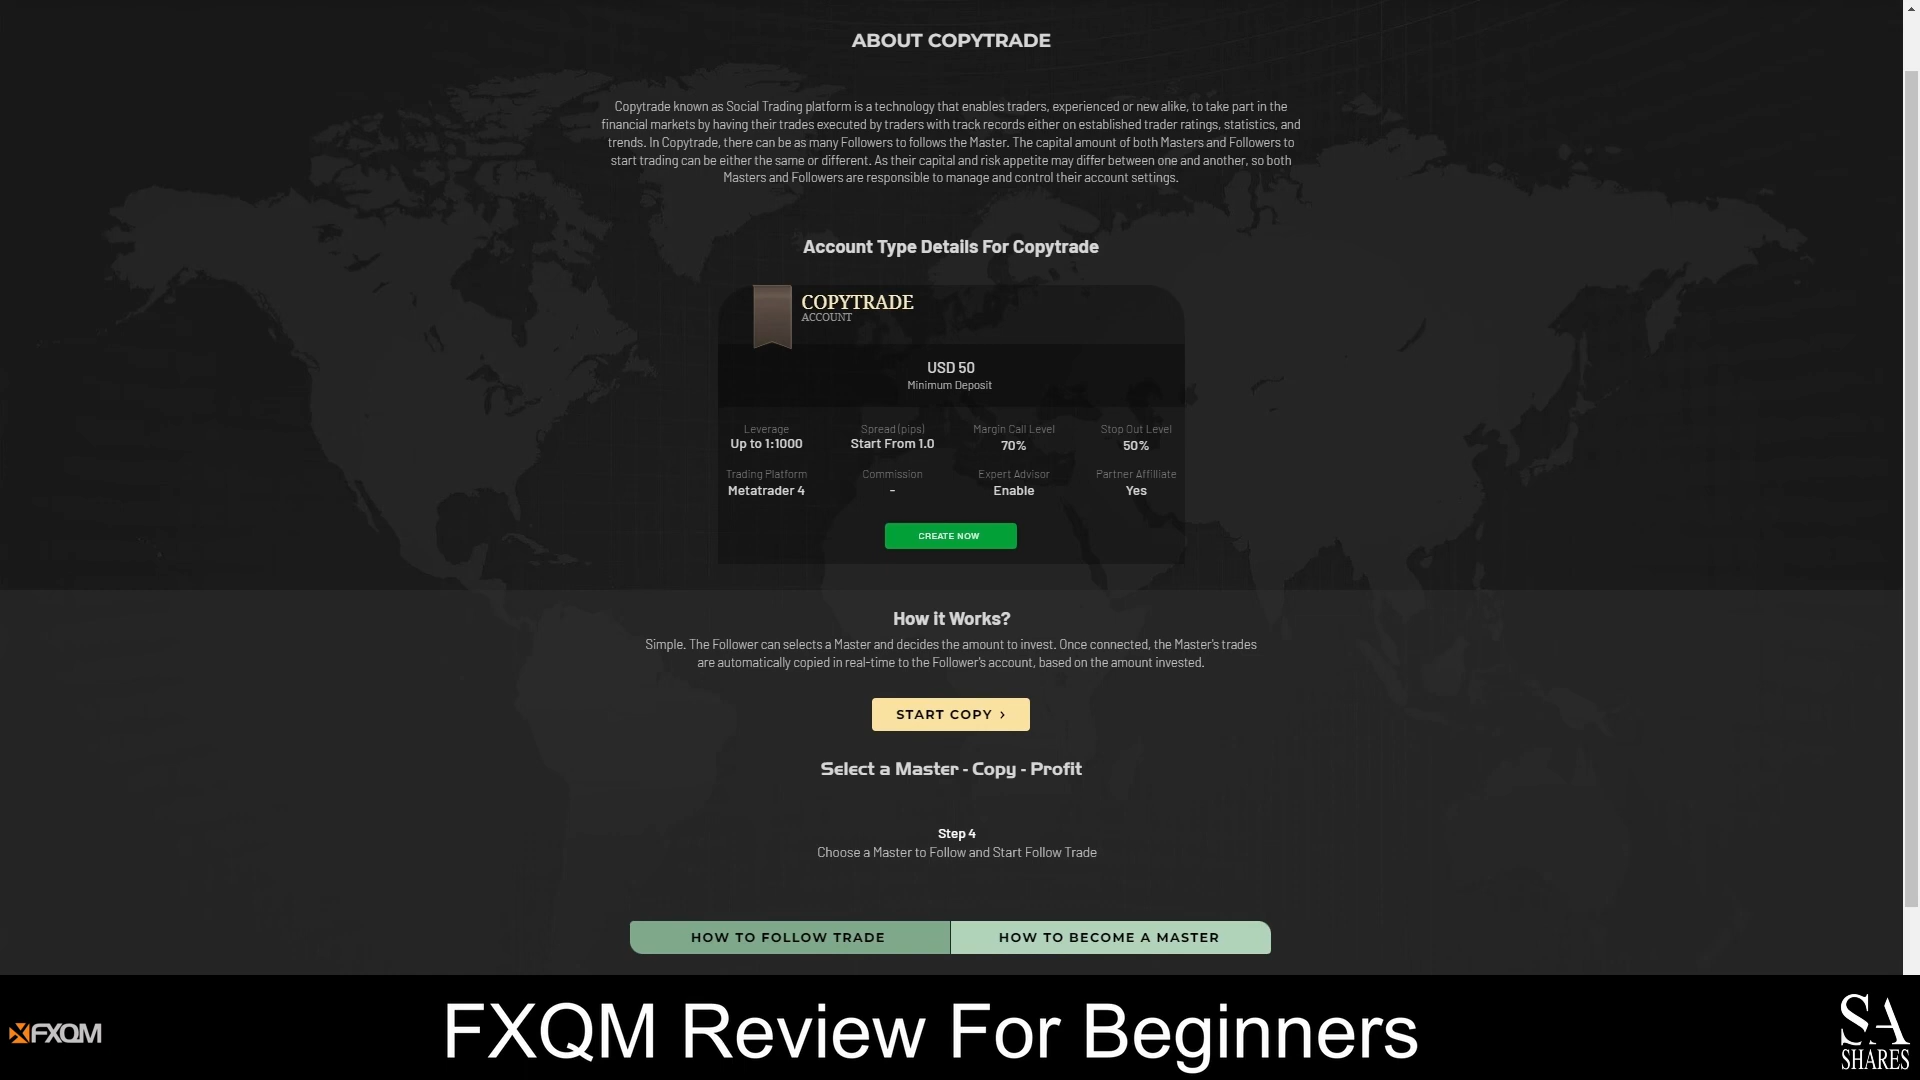 ABOUT COPYTRADE
Copytrade known as Social Trading platform is a technology that enables traders, experienced or new alike, to take part in the
financial markets by having their trades executed by traders with track records either on established trader ratings, statistics, and
trends. In Copytrade, there can be as many Followers to follows the Master. The capital amount of both Masters and Followers to
start trading can be either the same or different. As their capital and risk appetite may differ between one and another, so both
Masters and Followers are responsible to manage and control their account settings.
Account Type Details For Copytrade
COPYTRADE
ACCOUNT
USD 50
Minimum Deposit
Leverage Spread (pips) Margin Call Level Stop Out Level
Up to 1:1000 Start From 1.0 70% 50%
Trading Platform Commission Expert Advisor Partner Affilliate
Metatrader 4 - Enable Yes
CREATE NOW
How it Works?
Simple. The Follower can selects a Master and decides the amount to invest. Once connected, the Master's trades
are automatically copied in real-time to the Follower's account, based on the amount invested.
START COPY ›
Select a Master - Copy - Profit
Step 4
Choose a Master to Follow and Start Follow Trade
HOW TO FOLLOW TRADE HOW TO BECOME A MASTER
FXQM
FXQM Review For Beginners
SA
SHARES